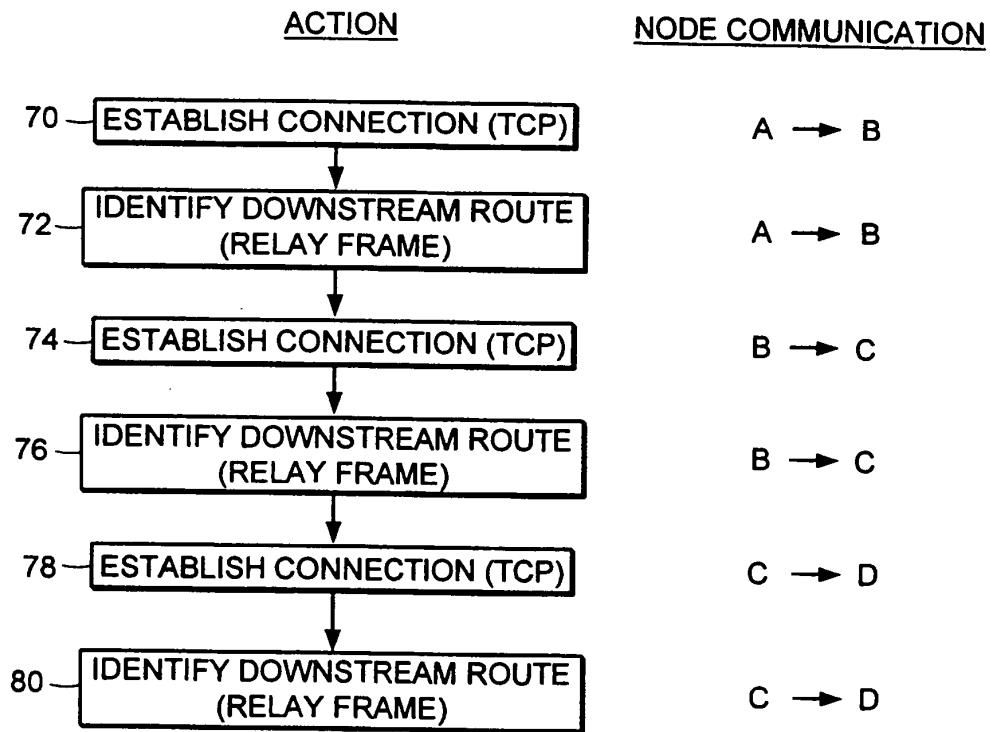 ACTION NODE COMMUNICATION
70 ESTABLISH CONNECTION (TCP) A → B
72 IDENTIFY DOWNSTREAM ROUTE
(RELAY FRAME) A → B
74 ESTABLISH CONNECTION (TCP) B → C
76 IDENTIFY DOWNSTREAM ROUTE
(RELAY FRAME) B → C
78 ESTABLISH CONNECTION (TCP) C → D
80 IDENTIFY DOWNSTREAM ROUTE
(RELAY FRAME) C → D